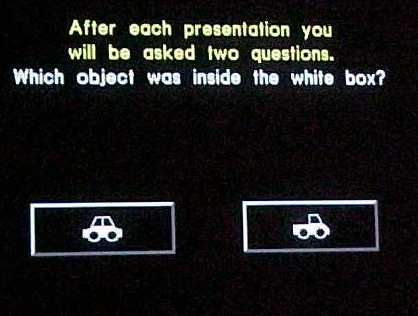 After each presentation you
will be asked two questions.
Which object was inside the white box?